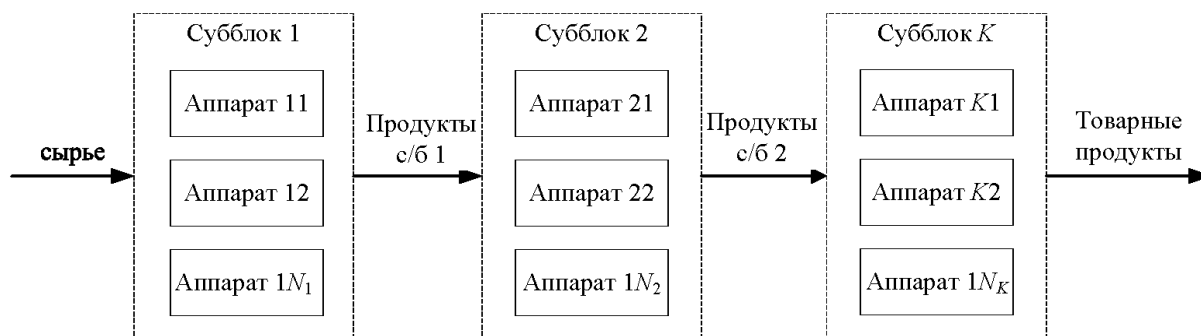 Субблок 1
Аппарат 11
Аппарат 12
Аппарат 1N₁
сырье
Продукты
с/б 1
Субблок 2
Аппарат 21
Аппарат 22
Аппарат 1N₂
Продукты
с/б 2
Субблок K
Аппарат K1
Аппарат K2
Аппарат 1Nₖ
Товарные
продукты